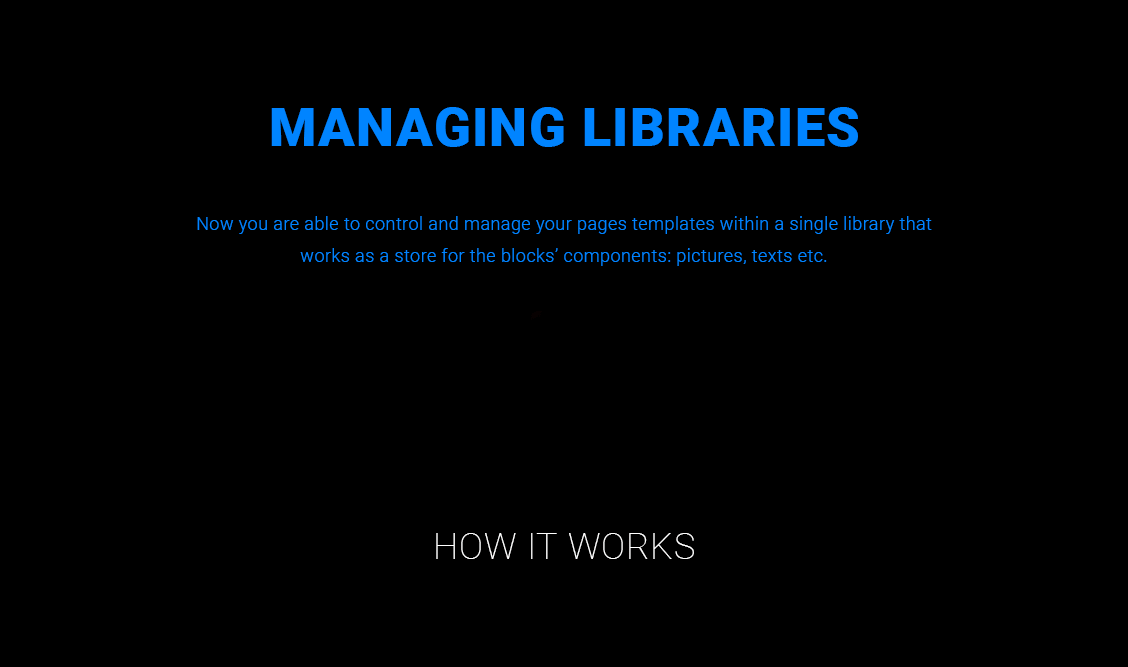 MANAGING LIBRARIES
Now you are able to control and manage your pages templates within a single library that
works as a store for the blocks’ components: pictures, texts etc.
HOW IT WORKS